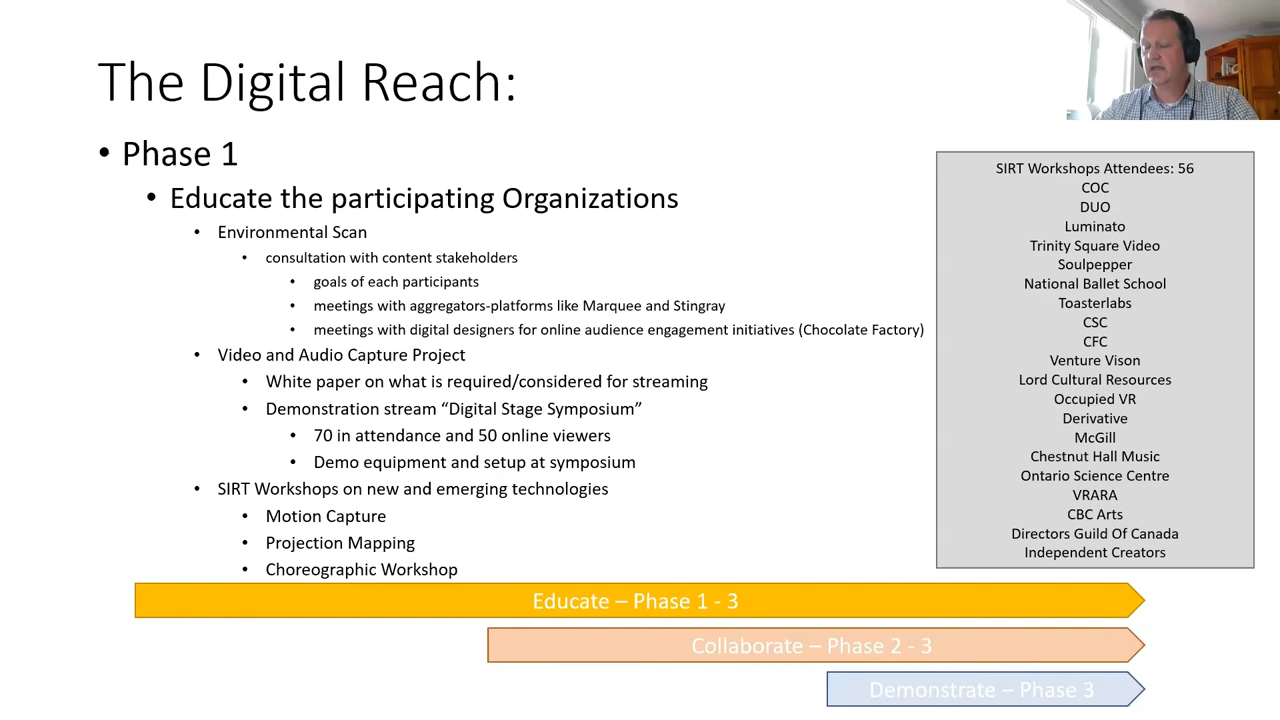 The Digital Reach:
• Phase 1
• Educate the participating Organizations
• Environmental Scan
• consultation with content stakeholders
• goals of each participants
• meetings with aggregators-platforms like Marquee and Stingray
• meetings with digital designers for online audience engagement initiatives (Chocolate Factory)
• Video and Audio Capture Project
• White paper on what is required/considered for streaming
• Demonstration stream “Digital Stage Symposium”
• 70 in attendance and 50 online viewers
• Demo equipment and setup at symposium
• SIRT Workshops on new and emerging technologies
• Motion Capture
• Projection Mapping
• Choreographic Workshop
SIRT Workshops Attendees: 56
COC
DUO
Luminato
Trinity Square Video
Soulpepper
National Ballet School
Toasterlabs
CSC
CFC
Venture Vison
Lord Cultural Resources
Occupied VR
Derivative
McGill
Chestnut Hall Music
Ontario Science Centre
VRARA
CBC Arts
Directors Guild Of Canada
Independent Creators
Educate – Phase 1 - 3
Collaborate – Phase 2 - 3
Demonstrate – Phase 3